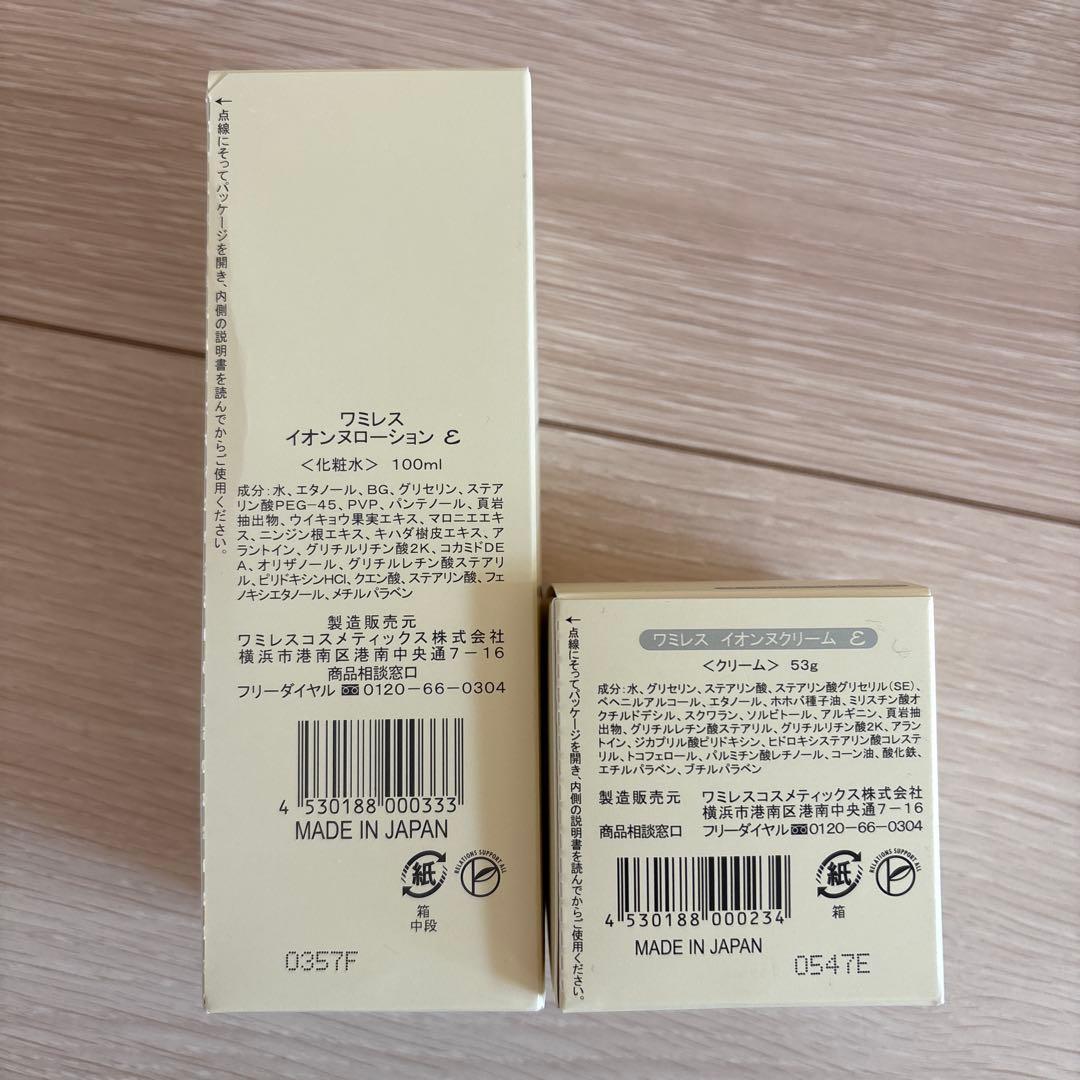 ←点線にそってパッケージを開き、内側の説明書を読んでからご使用ください。
ワミレス
イオンヌローション ε
＜化粧水＞ 100ml
成分:水、エタノール、BG、グリセリン、ステア
リン酸PEG-45、PVP、パンテノール、頁岩
抽出物、ウイキョウ果実エキス、マロニエエキ
ス、ニンジン根エキス、キハダ樹皮エキス、ア
ラントイン、グリチルリチン酸2K、コカミドDE
A、オリザノール、グリチルレチン酸ステアリ
ル、ピリドキシンHCl、クエン酸、ステアリン酸、フェ
ノキシエタノール、メチルパラベン
製造販売元
ワミレスコスメティックス株式会社
横浜市港南区港南中央通7-16
商品相談窓口
フリーダイヤル 0120-66-0304
4 530188 000333
MADE IN JAPAN
紙
RELATIONS SUPPORT ALL
箱
中段
0357F
←点線にそってパッケージを開き、内側の説明書を読んでからご使用ください。
ワミレス イオンヌクリーム ε
＜クリーム＞ 53g
成分:水、グリセリン、ステアリン酸、ステアリン酸グリセリル(SE)、
ベヘニルアルコール、エタノール、ホホバ種子油、ミリスチン酸オ
クチルドデシル、スクワラン、ソルビトール、アルギニン、頁岩抽
出物、グリチルレチン酸ステアリル、グリチルリチン酸2K、アラン
トイン、ジカプリル酸ピリドキシン、ヒドロキシステアリン酸コレステ
リル、トコフェロール、パルミチン酸レチノール、コーン油、酸化鉄、
エチルパラベン、ブチルパラベン
製造販売元 ワミレスコスメティックス株式会社
横浜市港南区港南中央通7-16
商品相談窓口 フリーダイヤル 0120-66-0304
4 530188 000234
MADE IN JAPAN
紙
RELATIONS SUPPORT ALL
箱
0547E